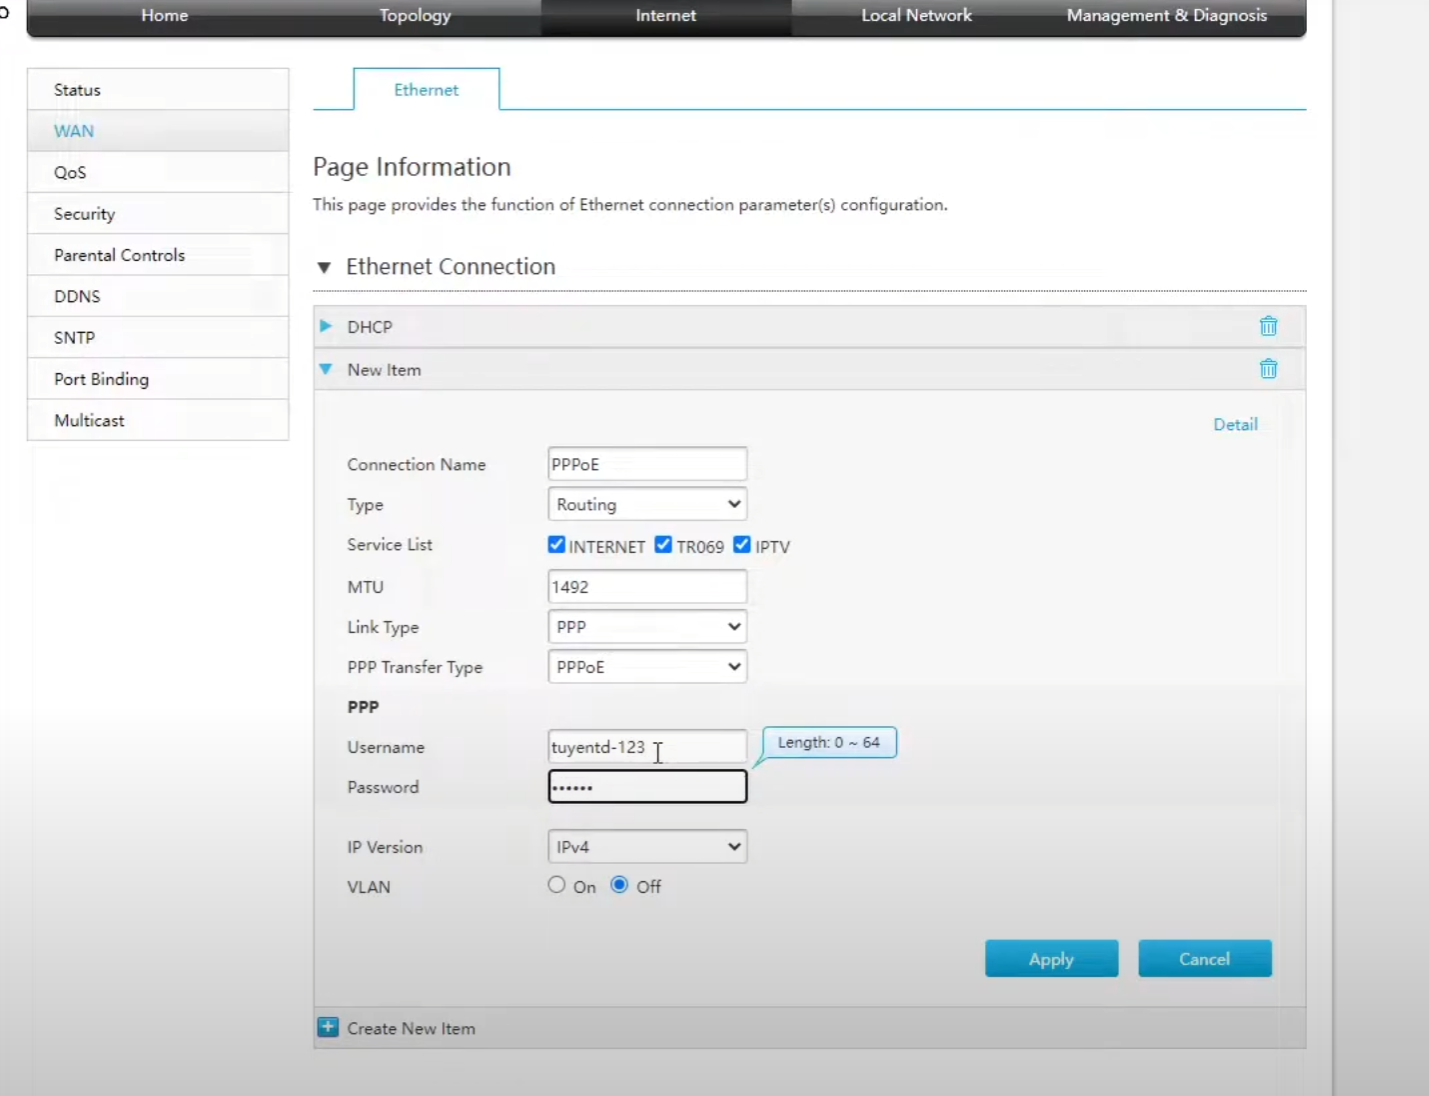 Home Topology Internet Local Network Management & Diagnosis
Status
WAN
QoS
Security
Parental Controls
DDNS
SNTP
Port Binding
Multicast
Ethernet
Page Information
This page provides the function of Ethernet connection parameter(s) configuration.
Ethernet Connection
DHCP
New Item
Detail
Connection Name PPPoE
Type Routing
Service List INTERNET TR069 IPTV
MTU 1492
Link Type PPP
PPP Transfer Type PPPoE
PPP
Username tuyentd-123 Length: 0 ~ 64
Password ••••••
IP Version IPv4
VLAN On Off
Apply Cancel
Create New Item